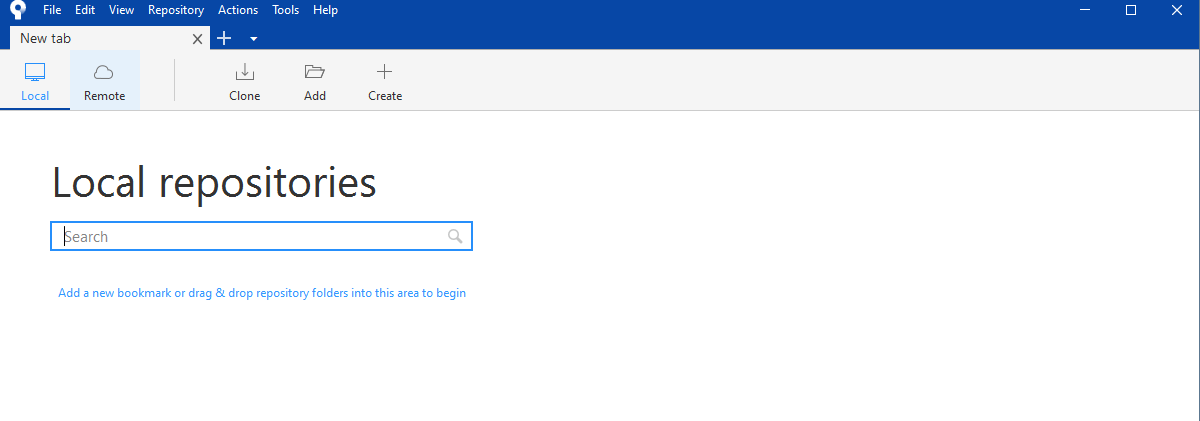 File Edit View Repository Actions Tools Help
New tab
Local Remote Clone Add Create
Local repositories
Search
Add a new bookmark or drag & drop repository folders into this area to begin